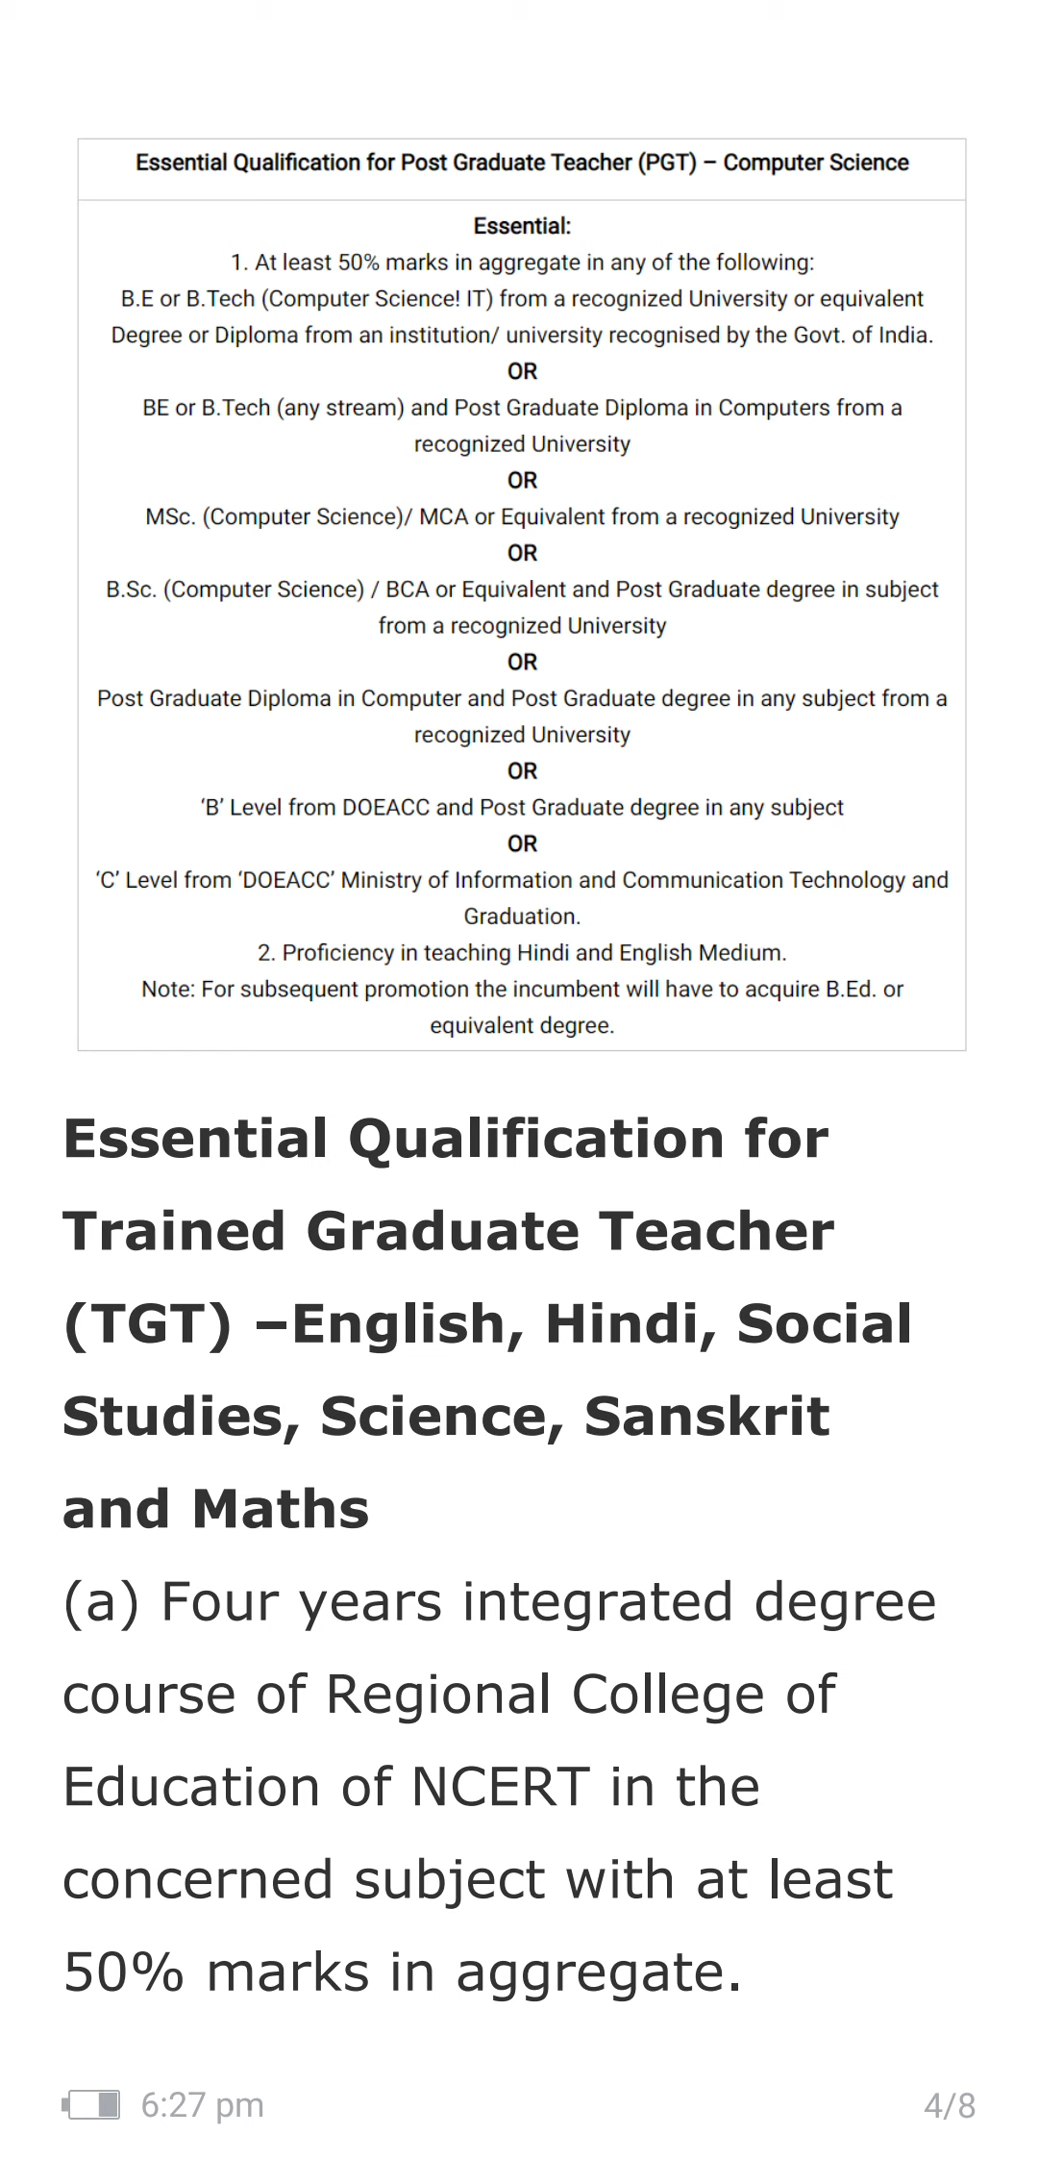 Essential Qualification for Post Graduate Teacher (PGT) – Computer Science
Essential:
1. At least 50% marks in aggregate in any of the following:
B.E or B.Tech (Computer Science! IT) from a recognized University or equivalent
Degree or Diploma from an institution/ university recognised by the Govt. of India.
OR
BE or B.Tech (any stream) and Post Graduate Diploma in Computers from a
recognized University
OR
MSc. (Computer Science)/ MCA or Equivalent from a recognized University
OR
B.Sc. (Computer Science) / BCA or Equivalent and Post Graduate degree in subject
from a recognized University
OR
Post Graduate Diploma in Computer and Post Graduate degree in any subject from a
recognized University
OR
‘B’ Level from DOEACC and Post Graduate degree in any subject
OR
‘C’ Level from ‘DOEACC’ Ministry of Information and Communication Technology and
Graduation.
2. Proficiency in teaching Hindi and English Medium.
Note: For subsequent promotion the incumbent will have to acquire B.Ed. or
equivalent degree.
Essential Qualification for
Trained Graduate Teacher
(TGT) –English, Hindi, Social
Studies, Science, Sanskrit
and Maths
(a) Four years integrated degree
course of Regional College of
Education of NCERT in the
concerned subject with at least
50% marks in aggregate.
6:27 pm
4/8